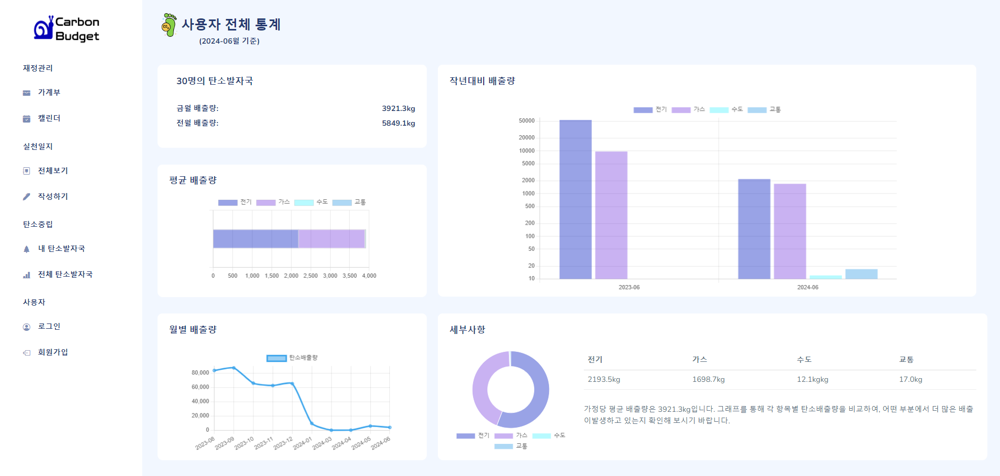 Carbon
Budget
재정관리
가계부
캘린더
실천일지
전체보기
작성하기
탄소중립
내 탄소발자국
전체 탄소발자국
사용자
로그인
회원가입
CO₂
사용자 전체 통계
(2024-06월 기준)
30명의 탄소발자국
금월 배출량: 3921.3kg
전월 배출량: 5849.1kg
평균 배출량
전기 가스 수도 교통
0 500 1,000 1,500 2,000 2,500 3,000 3,500 4,000
작년대비 배출량
전기 가스 수도 교통
50000
20000
10000
5000
2000
1000
500
200
100
50
20
10
2023-06 2024-06
월별 배출량
탄소배출량
80,000
60,000
40,000
20,000
0
2023-08 2023-09 2023-10 2023-11 2023-12 2024-01 2024-03 2024-04 2024-05 2024-06
세부사항
전기 가스 수도
교통
전기 가스 수도 교통
2193.5kg 1698.7kg 12.1kgkg 17.0kg
가정당 평균 배출량은 3921.3kg입니다. 그래프를 통해 각 항목별 탄소배출량을 비교하여, 어떤 부분에서 더 많은 배출
이발생하고 있는지 확인해 보시기 바랍니다.